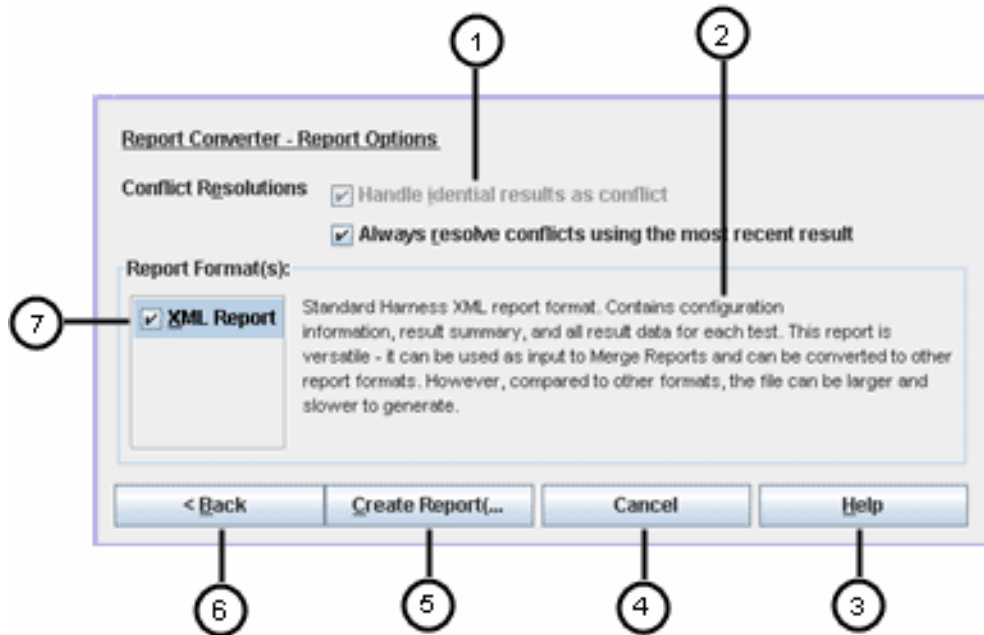 1
2
Report Converter - Report Options
Conflict Resolutions
Handle idential results as conflict
Always resolve conflicts using the most recent result
Report Format(s):
7
XML Report
Standard Harness XML report format. Contains configuration
information, result summary, and all result data for each test. This report is
versatile - it can be used as input to Merge Reports and can be converted to other
report formats. However, compared to other formats, the file can be larger and
slower to generate.
< Back
Create Report(...
Cancel
Help
6
5
4
3